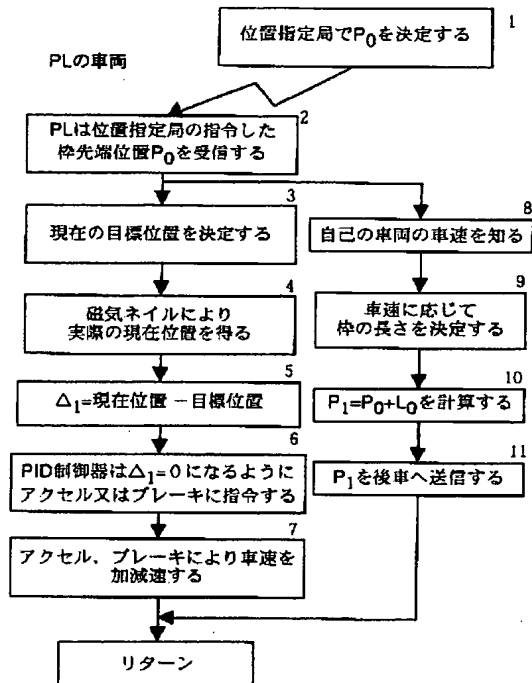 1
位置指定局でP₀を決定する
PLの車両
2
PLは位置指定局の指令した
枠先端位置P₀を受信する
3
現在の目標位置を決定する
4
磁気ネイルにより
実際の現在位置を得る
5
△₁=現在位置－目標位置
6
PID制御器は△₁=0になるように
アクセル又はブレーキに指令する
7
アクセル、ブレーキにより車速を
加減速する
8
自己の車両の車速を知る
9
車速に応じて
枠の長さを決定する
10
P₁=P₀+L₀を計算する
11
P₁を後車へ送信する
リターン